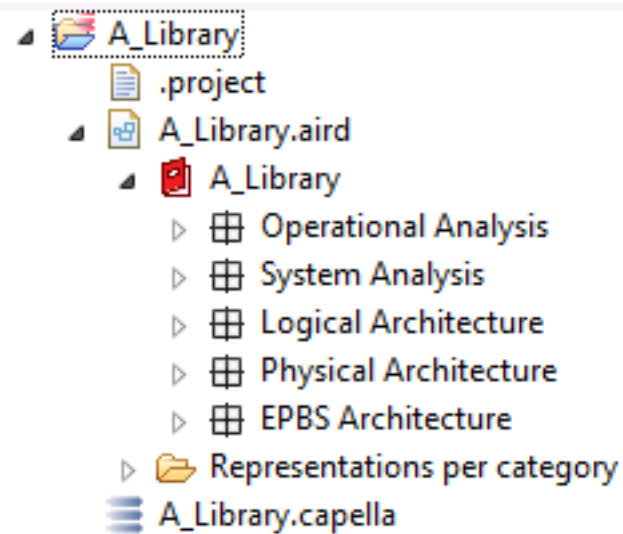 A_Library
.project
A_Library.aird
A_Library
Operational Analysis
System Analysis
Logical Architecture
Physical Architecture
EPBS Architecture
Representations per category
A_Library.capella